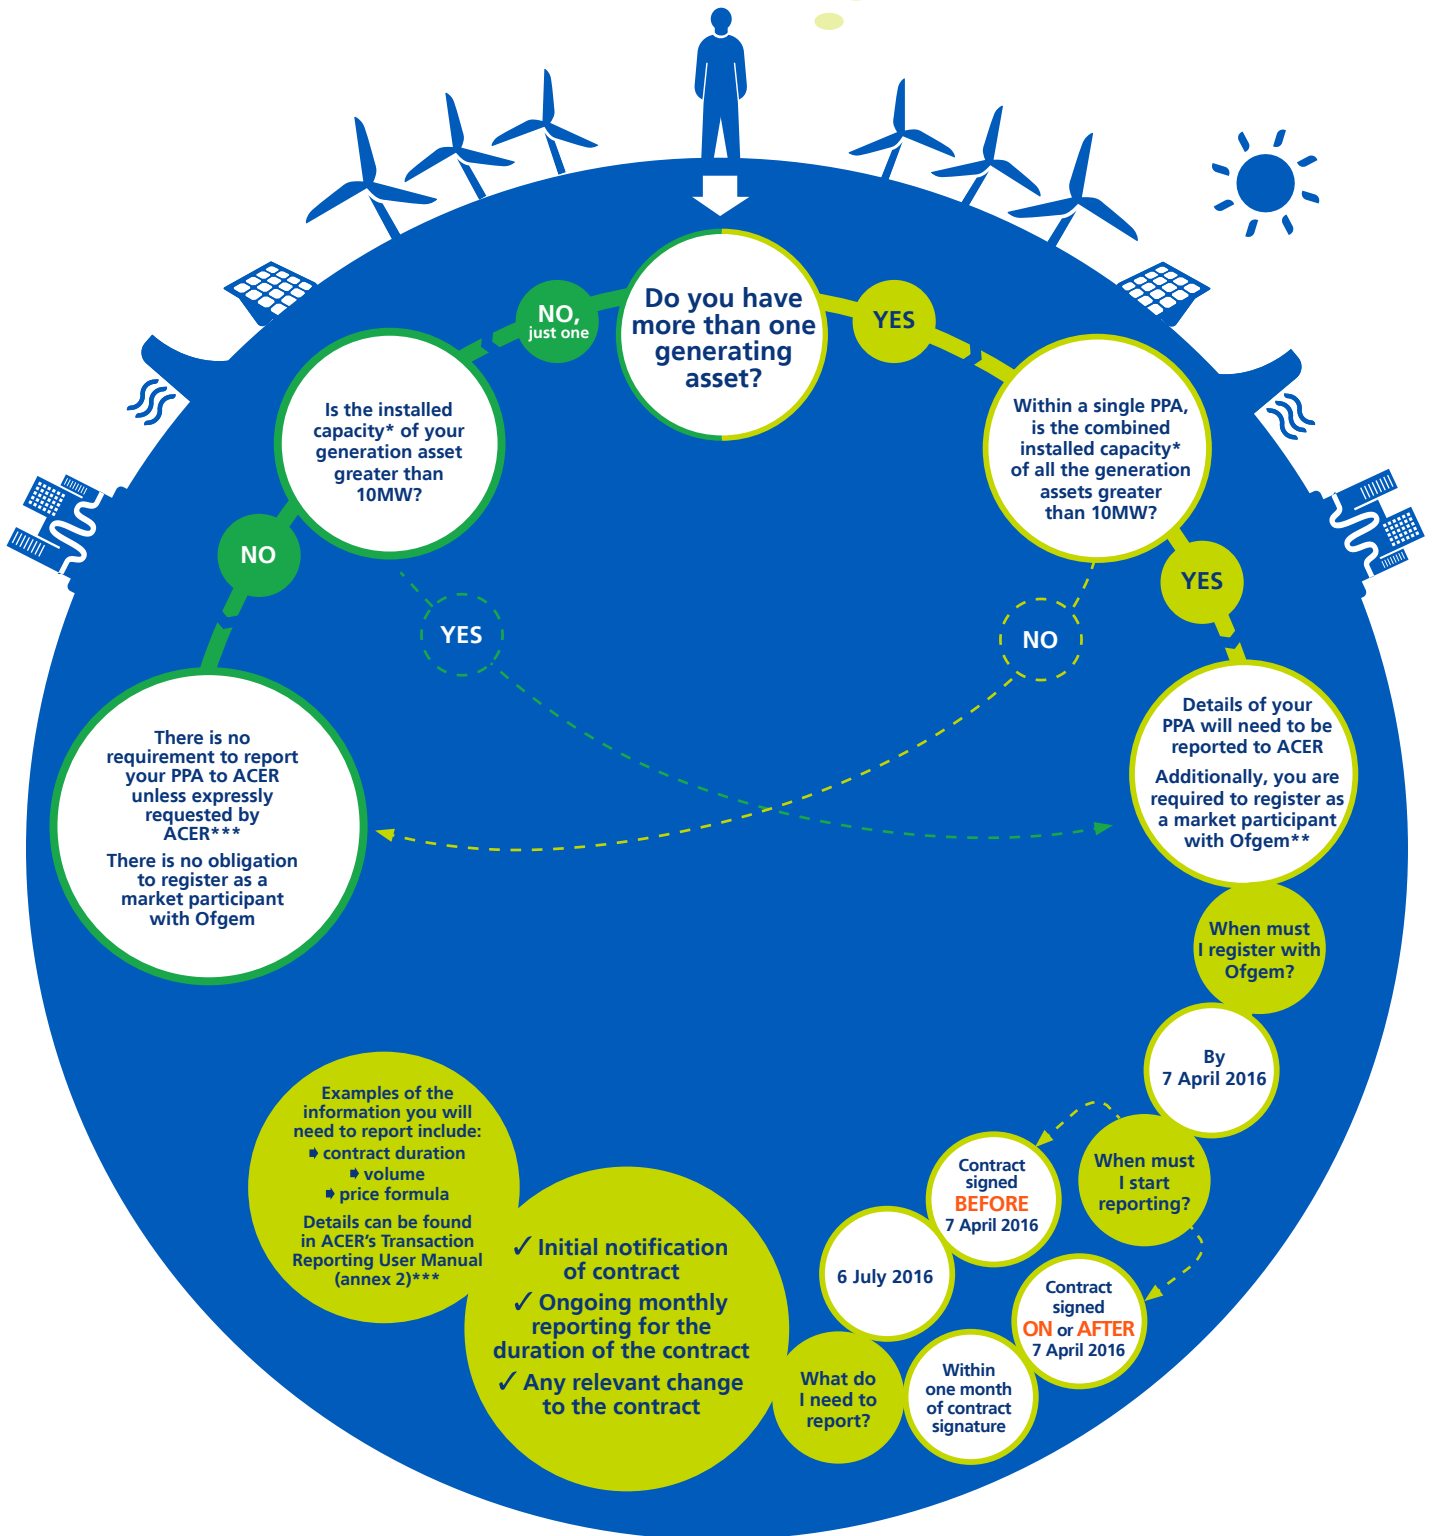 Do you have
more than one
generating
asset?
NO,
just one
YES
Is the installed
capacity* of your
generation asset
greater than
10MW?
Within a single PPA,
is the combined
installed capacity*
of all the generation
assets greater
than 10MW?
NO
YES
NO
YES
There is no
requirement to report
your PPA to ACER
unless expressly
requested by
ACER***
There is no obligation
to register as a
market participant
with Ofgem
Details of your
PPA will need to be
reported to ACER
Additionally, you are
required to register as
a market participant
with Ofgem**
When must
I register with
Ofgem?
By
7 April 2016
When must
I start
reporting?
Contract
signed
BEFORE
7 April 2016
6 July 2016
Contract
signed
ON or AFTER
7 April 2016
Within
one month
of contract
signature
What do
I need to
report?
✓ Initial notification
of contract
✓ Ongoing monthly
reporting for the
duration of the contract
✓ Any relevant change
to the contract
Examples of the
information you will
need to report include:
➡ contract duration
➡ volume
➡ price formula
Details can be found
in ACER's Transaction
Reporting User Manual
(annex 2)***